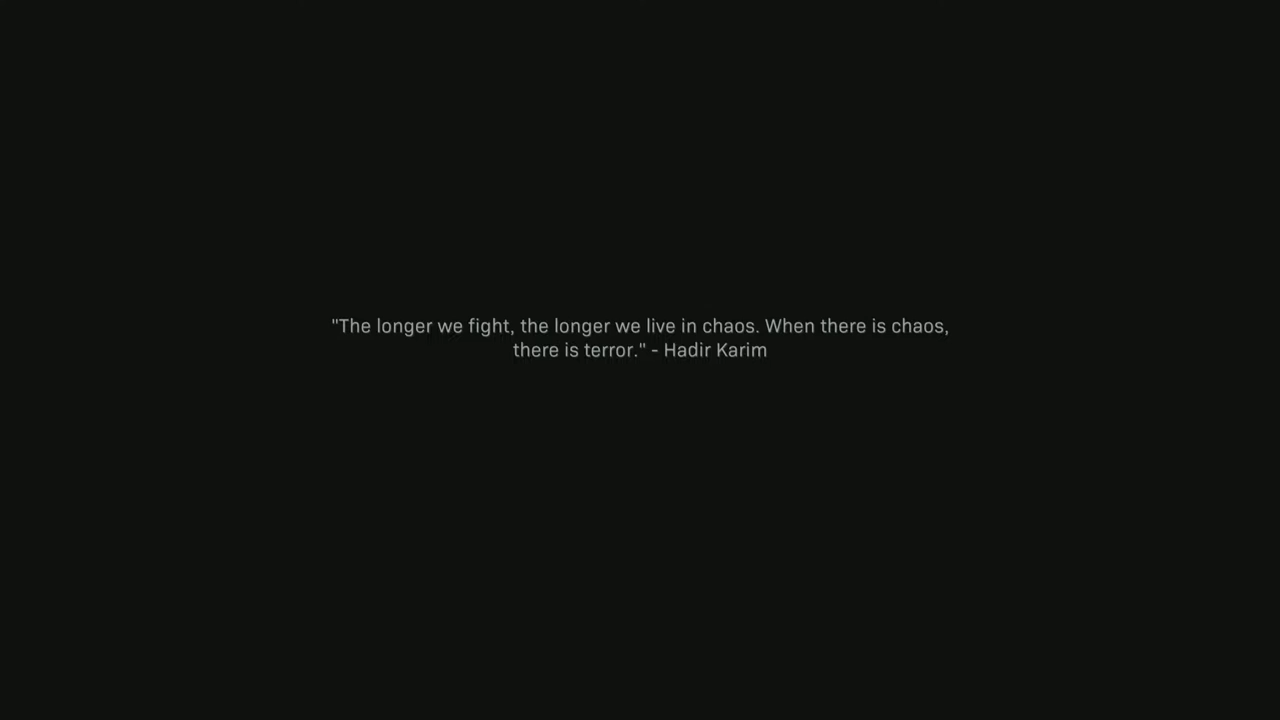 "The longer we fight, the longer we live in chaos. When there is chaos,
there is terror." - Hadir Karim